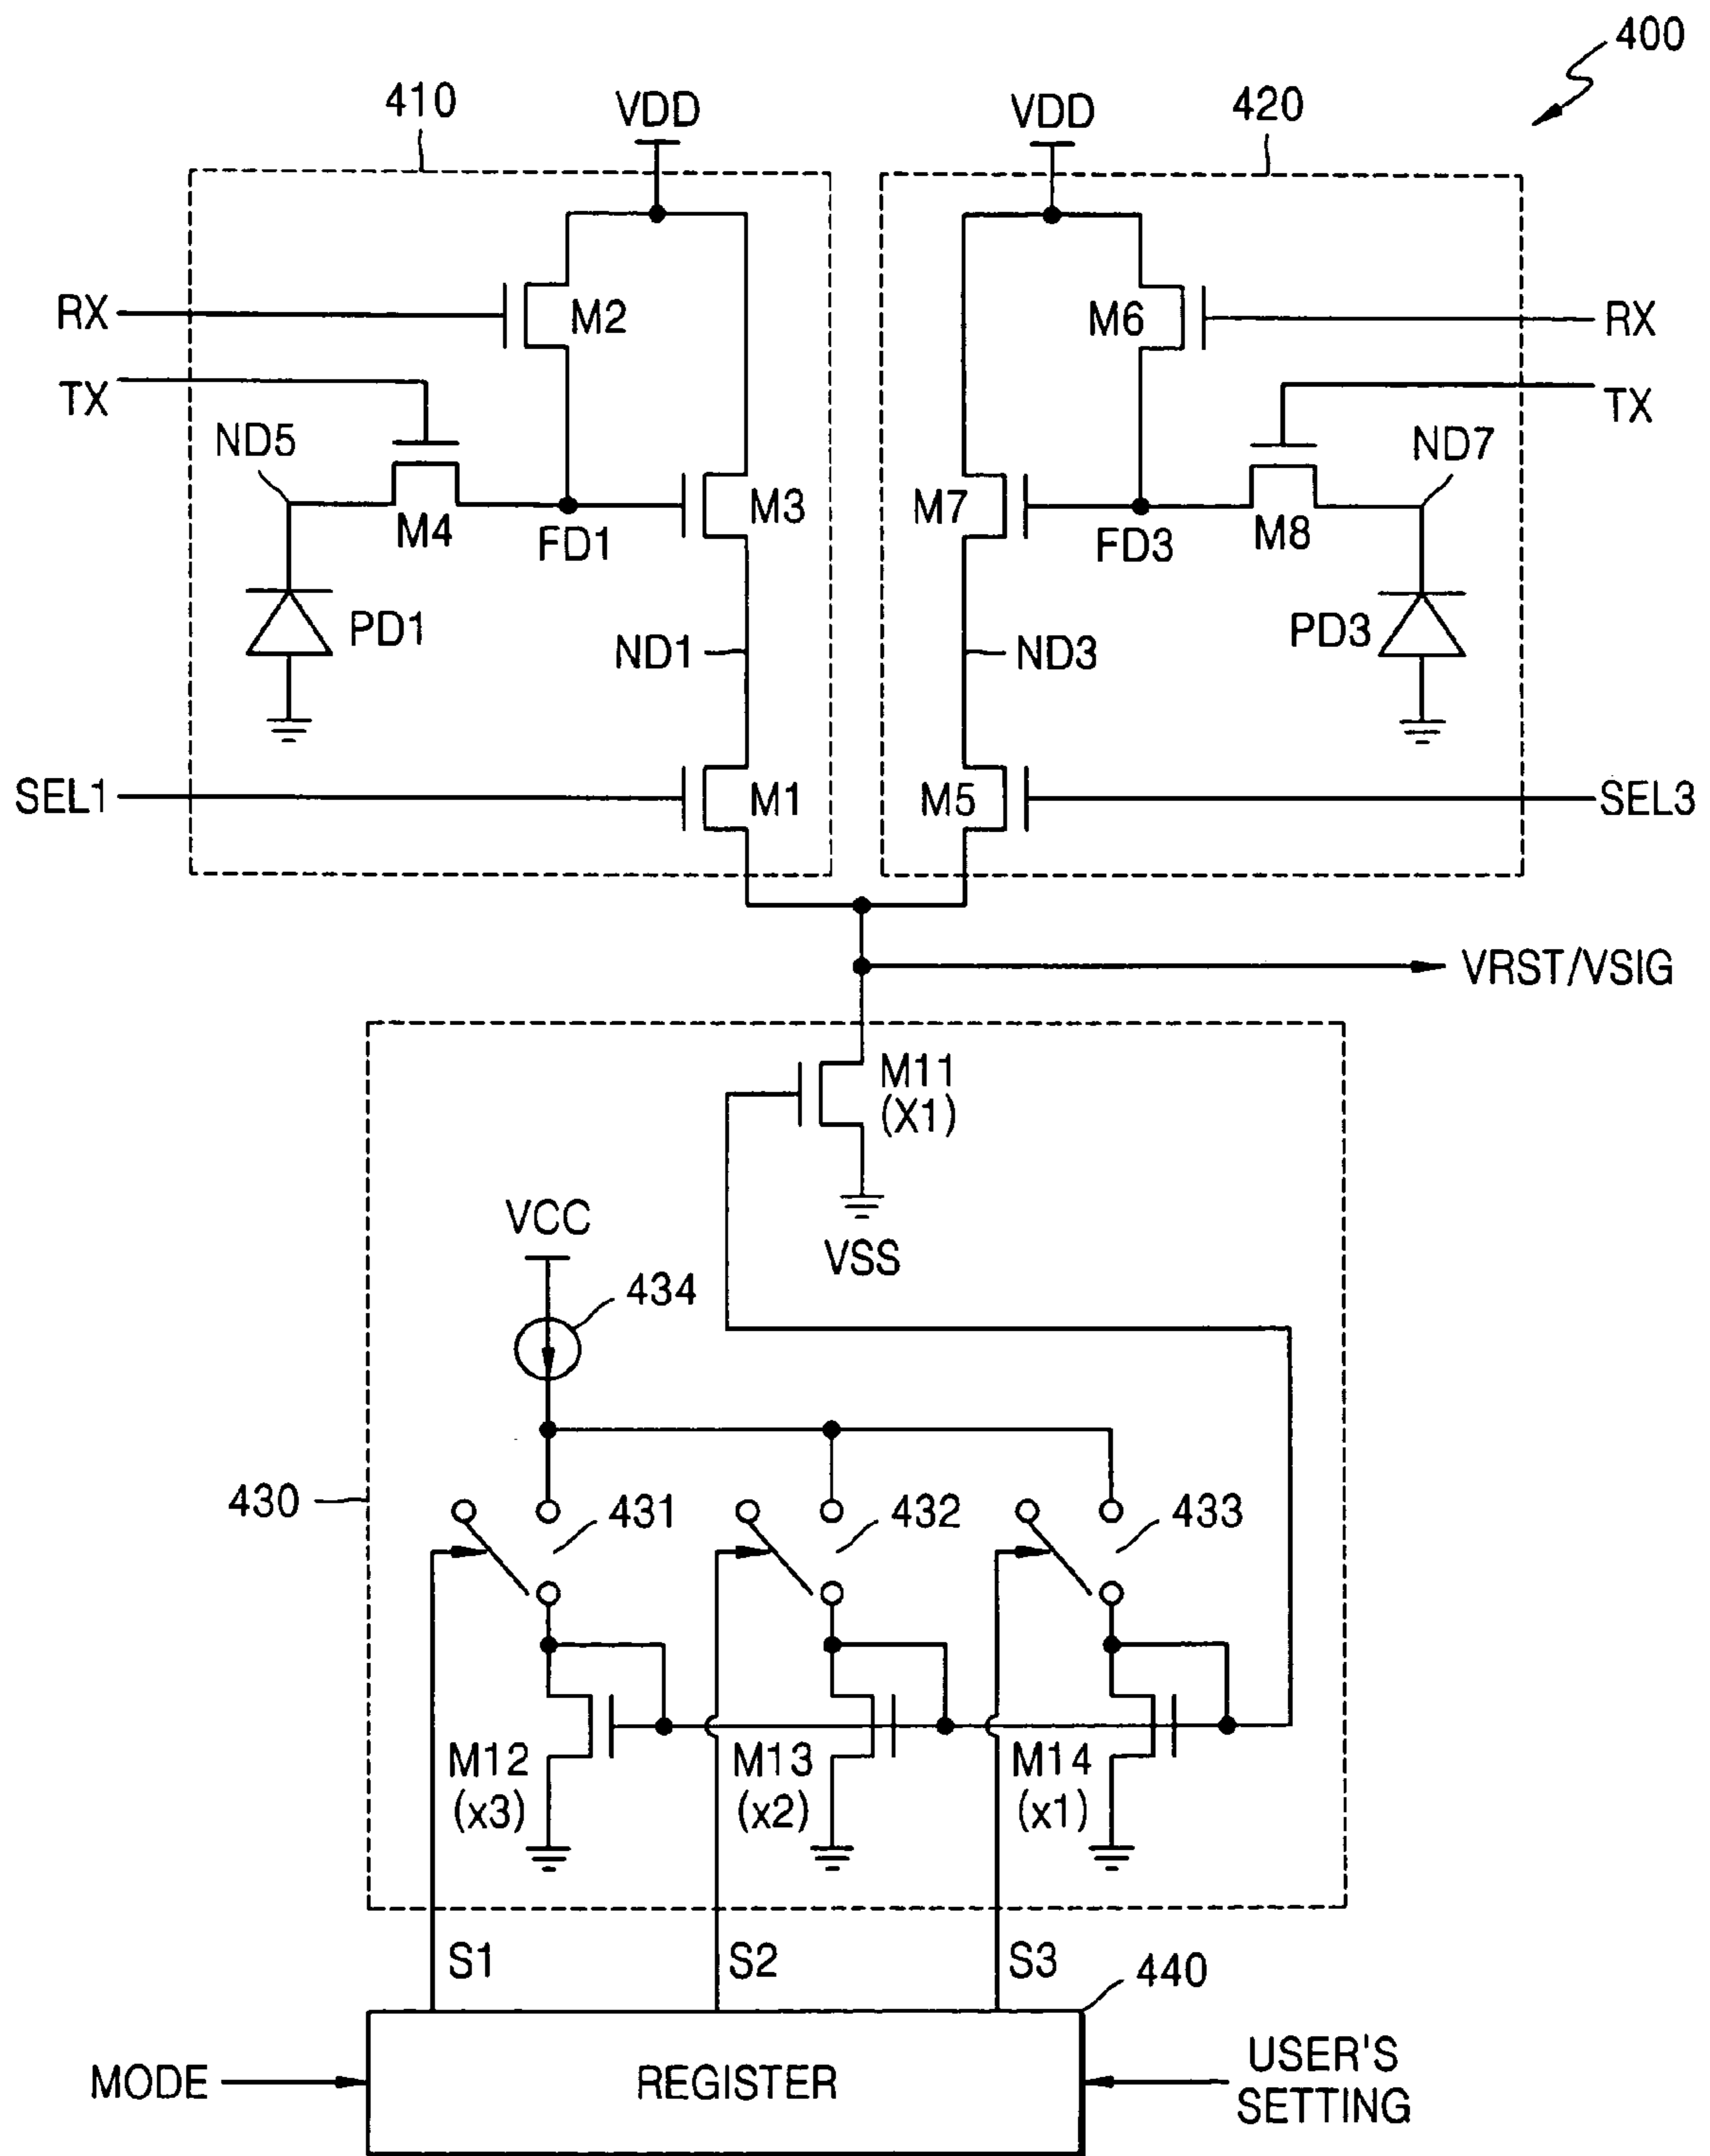 400
410
VDD
VDD
420
RX
M2
M6
RX
TX
TX
ND5
ND7
M4
FD1
M3
M7
FD3
M8
PD1
ND1
ND3
PD3
SEL1
M1
M5
SEL3
VRST/VSIG
M11
(X1)
VSS
VCC
434
430
431
432
433
M12
(x3)
M13
(x2)
M14
(x1)
S1
S2
S3
440
MODE
REGISTER
USER'S
SETTING